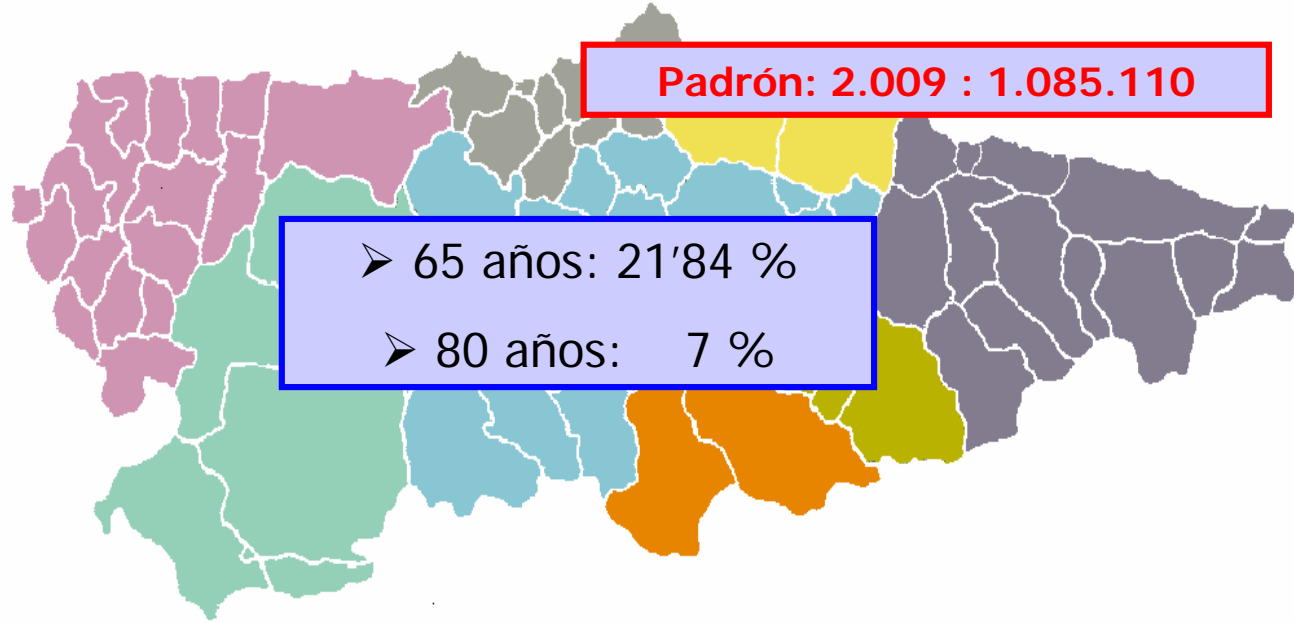 Padrón: 2.009 : 1.085.110
➢ 65 años: 21'84 %
➢ 80 años: 7 %